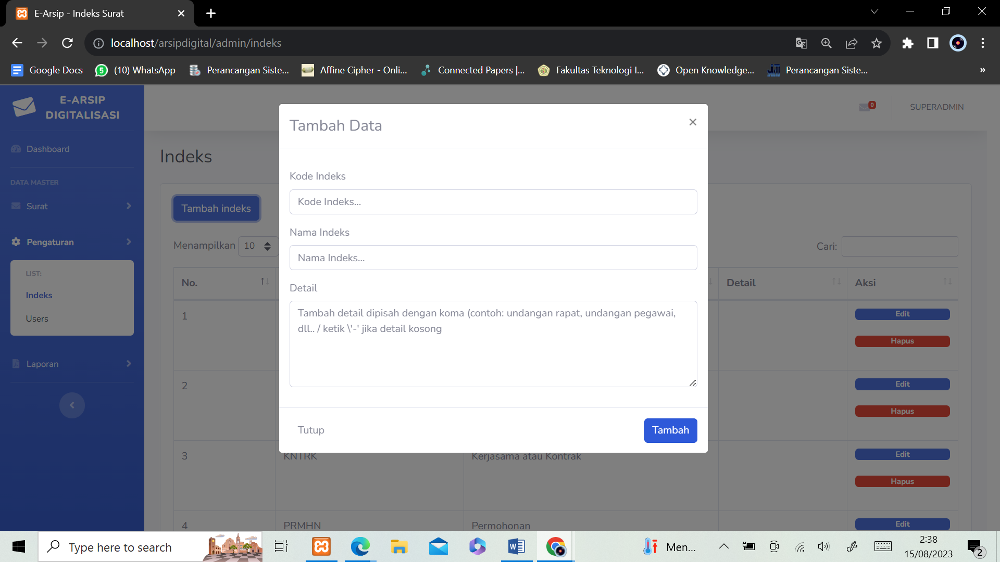 E-Arsip - Indeks Surat
localhost/arsipdigital/admin/indeks
Google Docs
(10) WhatsApp
Perancangan Siste...
Affine Cipher - Onli...
Connected Papers |...
Fakultas Teknologi I...
Open Knowledge...
Perancangan Siste...
»
E-ARSIP
DIGITALISASI
0
SUPERADMIN
Dashboard
DATA MASTER
Surat
Pengaturan
LIST:
Indeks
Users
Laporan
Indeks
Tambah indeks
Menampilkan 10
Cari:
No.
Detail
Aksi
1
Edit
Hapus
2
Edit
Hapus
3
KNTRK
Kerjasama atau Kontrak
Edit
Hapus
4
PRMHN
Permohonan
Edit
Tambah Data
×
Kode Indeks
Kode Indeks...
Nama Indeks
Nama Indeks...
Detail
Tambah detail dipisah dengan koma (contoh: undangan rapat, undangan pegawai,
dll.. / ketik \'-' jika detail kosong
Tutup
Tambah
Type here to search
Men...
2:38
15/08/2023
2